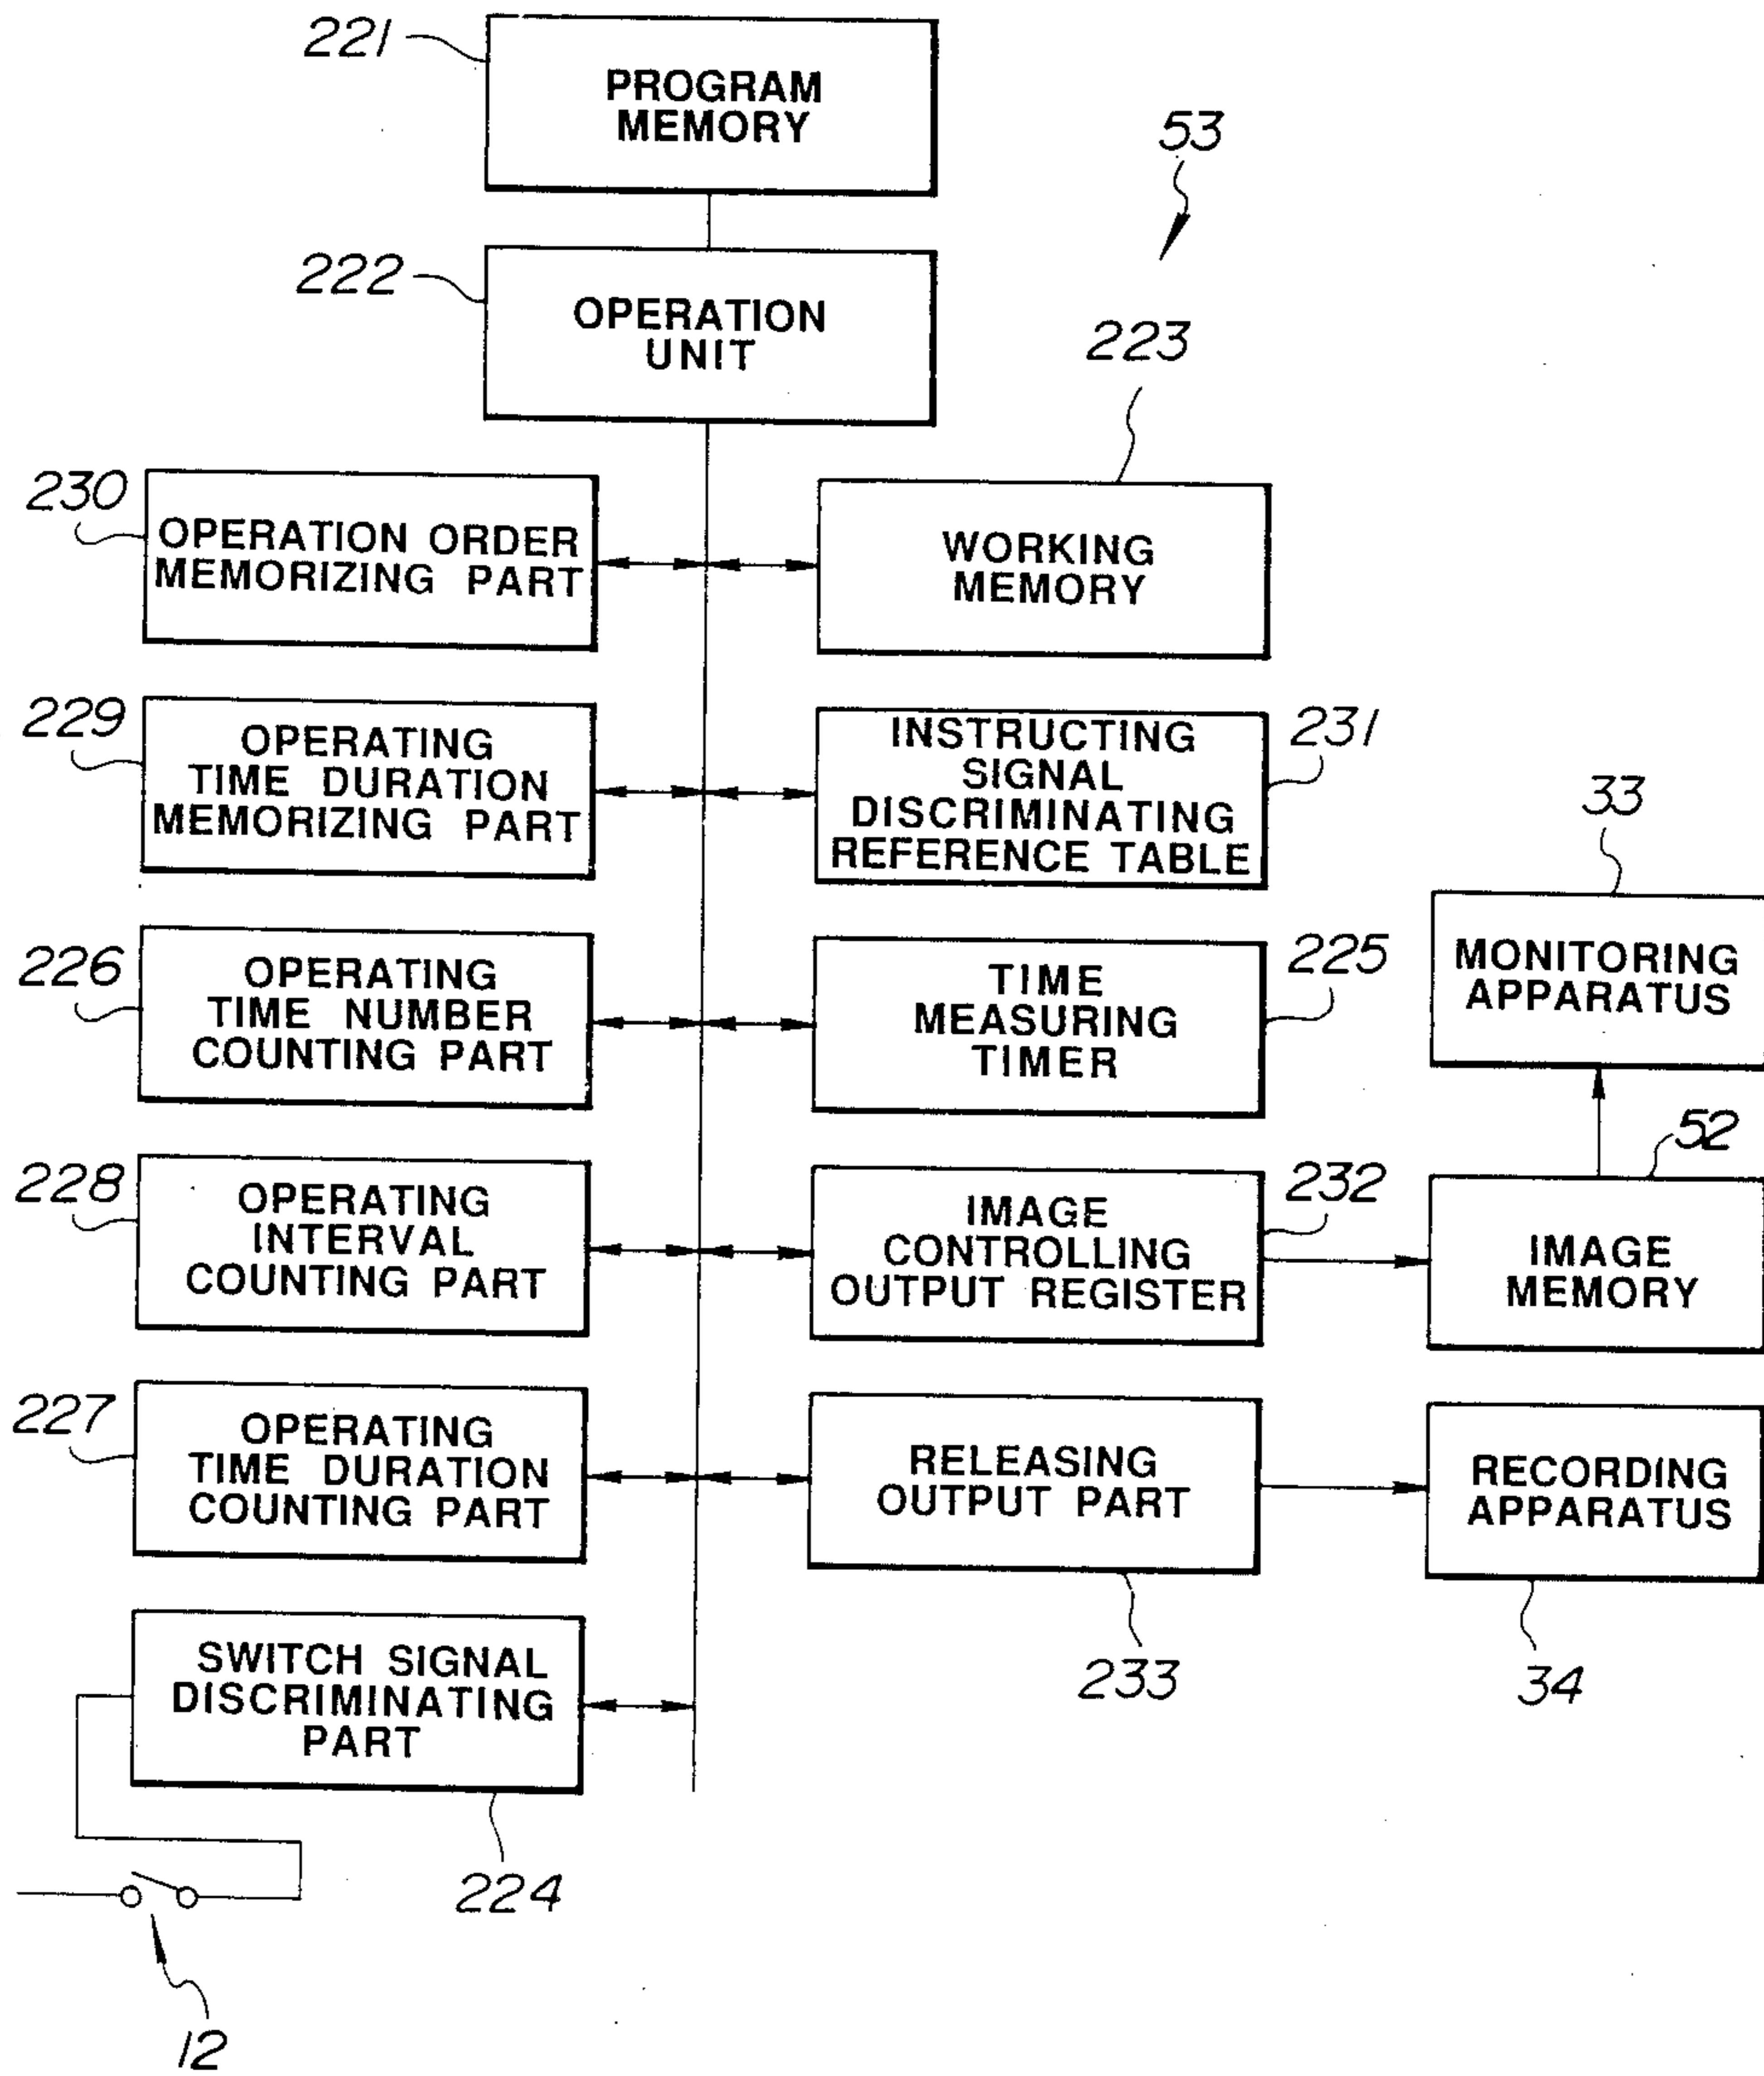 221
PROGRAM
MEMORY
53
222
OPERATION
UNIT
223
230
OPERATION ORDER
MEMORIZING PART
WORKING
MEMORY
229
OPERATING
TIME DURATION
MEMORIZING PART
INSTRUCTING
SIGNAL
DISCRIMINATING
REFERENCE TABLE
231
33
226
OPERATING
TIME NUMBER
COUNTING PART
TIME
MEASURING
TIMER
225
MONITORING
APPARATUS
52
228
OPERATING
INTERVAL
COUNTING PART
IMAGE
CONTROLLING
OUTPUT REGISTER
232
IMAGE
MEMORY
227
OPERATING
TIME DURATION
COUNTING PART
RELEASING
OUTPUT PART
RECORDING
APPARATUS
233
34
SWITCH SIGNAL
DISCRIMINATING
PART
224
12